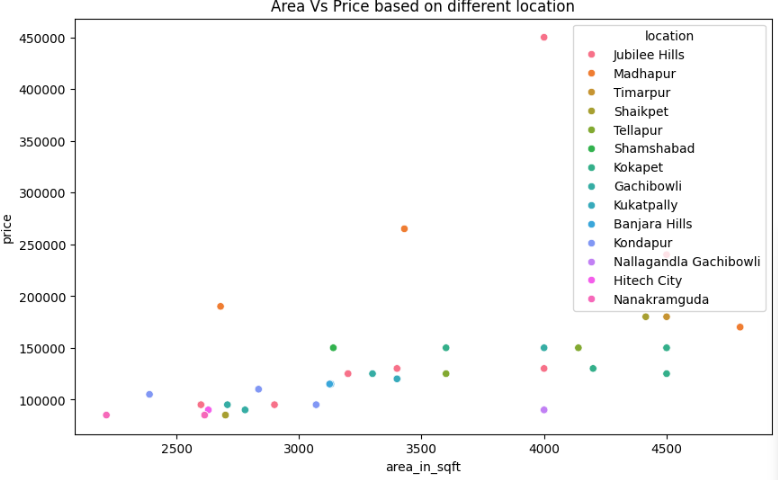 Area Vs Price based on different location
450000
400000
350000
300000
250000
200000
150000
100000
price
2500 3000 3500 4000 4500
area_in_sqft
location
Jubilee Hills
Madhapur
Timarpur
Shaikpet
Tellapur
Shamshabad
Kokapet
Gachibowli
Kukatpally
Banjara Hills
Kondapur
Nallagandla Gachibowli
Hitech City
Nanakramguda